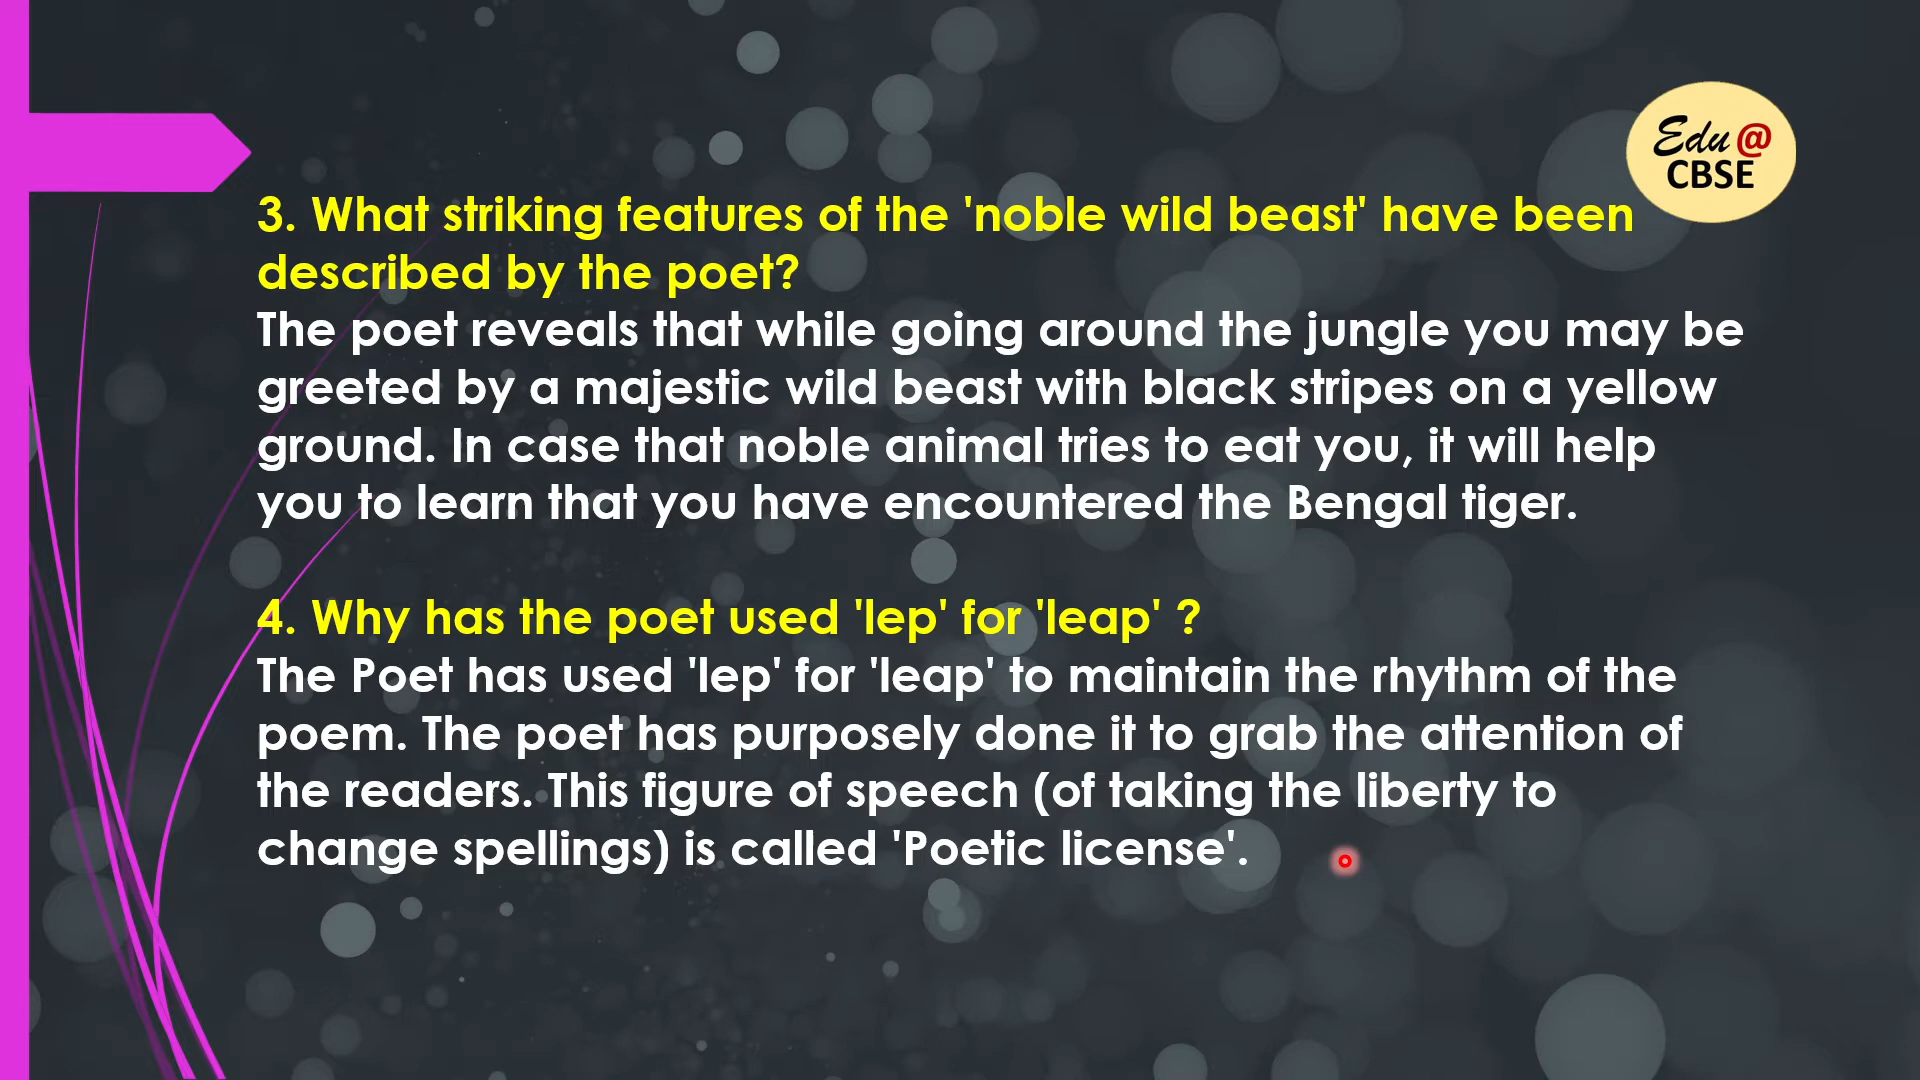 Edu@
CBSE
3. What striking features of the 'noble wild beast' have been
described by the poet?
The poet reveals that while going around the jungle you may be
greeted by a majestic wild beast with black stripes on a yellow
ground. In case that noble animal tries to eat you, it will help
you to learn that you have encountered the Bengal tiger.
4. Why has the poet used 'lep' for 'leap' ?
The Poet has used 'lep' for 'leap' to maintain the rhythm of the
poem. The poet has purposely done it to grab the attention of
the readers. This figure of speech (of taking the liberty to
change spellings) is called 'Poetic license'.